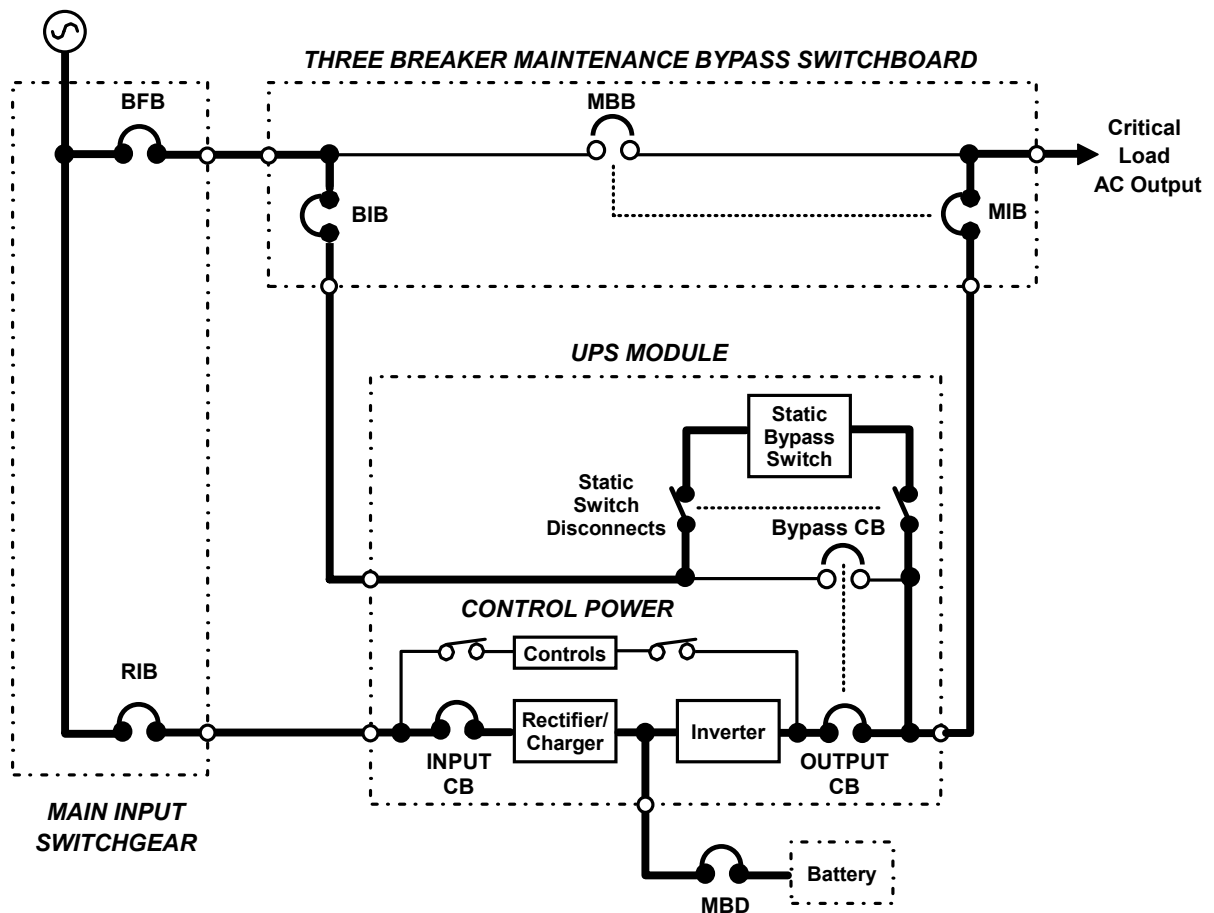 THREE BREAKER MAINTENANCE BYPASS SWITCHBOARD
BFB
MBB
Critical
Load
AC Output
BIB
MIB
UPS MODULE
Static
Bypass
Switch
Static
Switch
Disconnects
Bypass CB
CONTROL POWER
Controls
RIB
Rectifier/
Charger
Inverter
INPUT
CB
OUTPUT
CB
MAIN INPUT
SWITCHGEAR
Battery
MBD